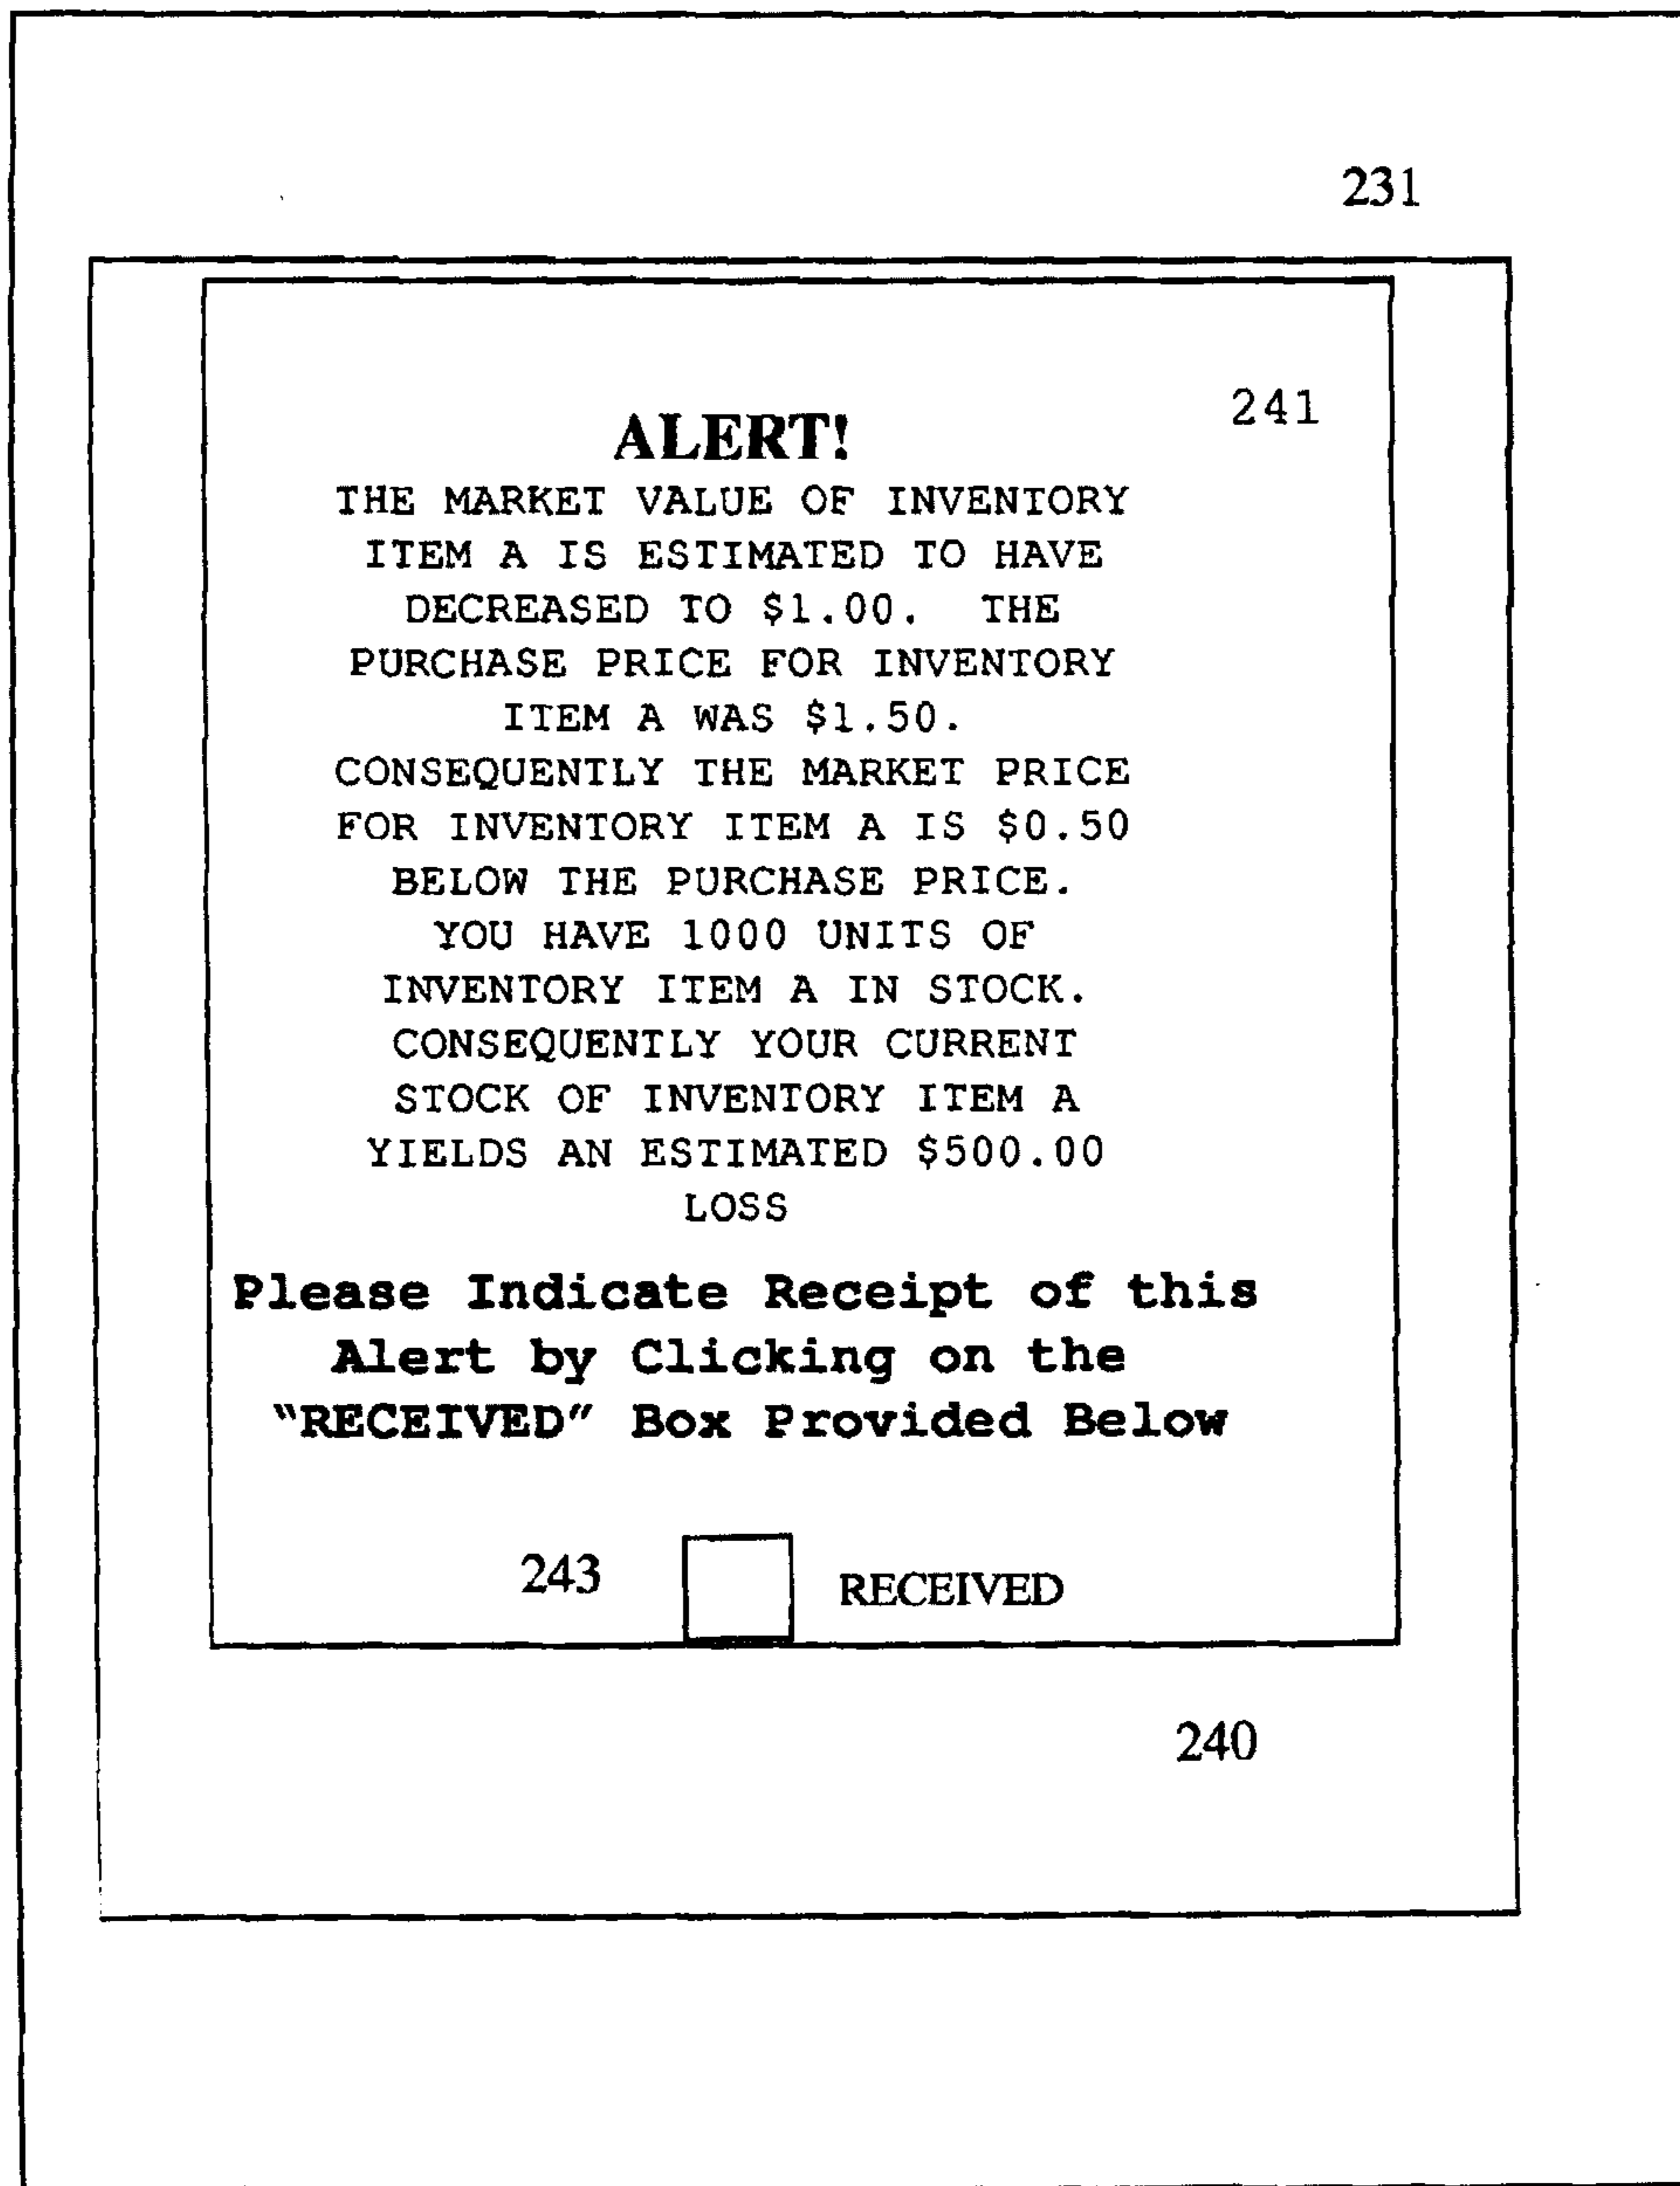 231
241
ALERT!
THE MARKET VALUE OF INVENTORY
ITEM A IS ESTIMATED TO HAVE
DECREASED TO $1.00. THE
PURCHASE PRICE FOR INVENTORY
ITEM A WAS $1.50.
CONSEQUENTLY THE MARKET PRICE
FOR INVENTORY ITEM A IS $0.50
BELOW THE PURCHASE PRICE.
YOU HAVE 1000 UNITS OF
INVENTORY ITEM A IN STOCK.
CONSEQUENTLY YOUR CURRENT
STOCK OF INVENTORY ITEM A
YIELDS AN ESTIMATED $500.00
LOSS
Please Indicate Receipt of this
Alert by Clicking on the
"RECEIVED" Box Provided Below
243 RECEIVED
240